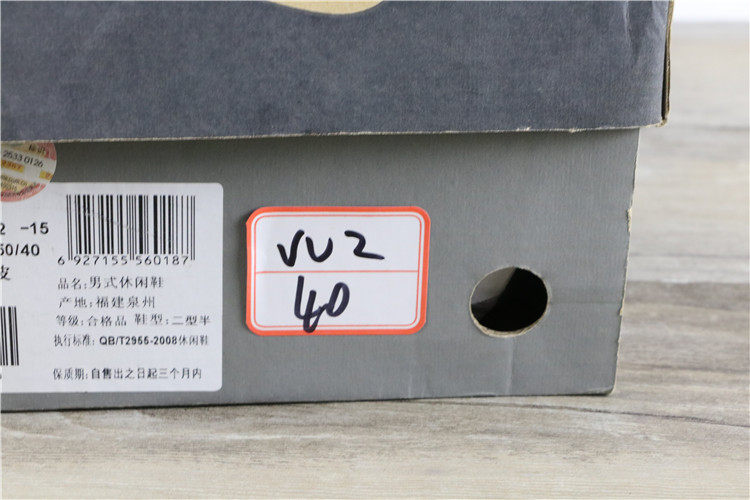 2533 0126
2 -15
50/40
皮
6 927155 560187
品名: 男式休闲鞋
产地: 福建泉州
等级: 合格品 鞋型: 二型半
执行标准: QB/T2955-2008休闲鞋
保质期: 自售出之日起三个月内
VU2
40